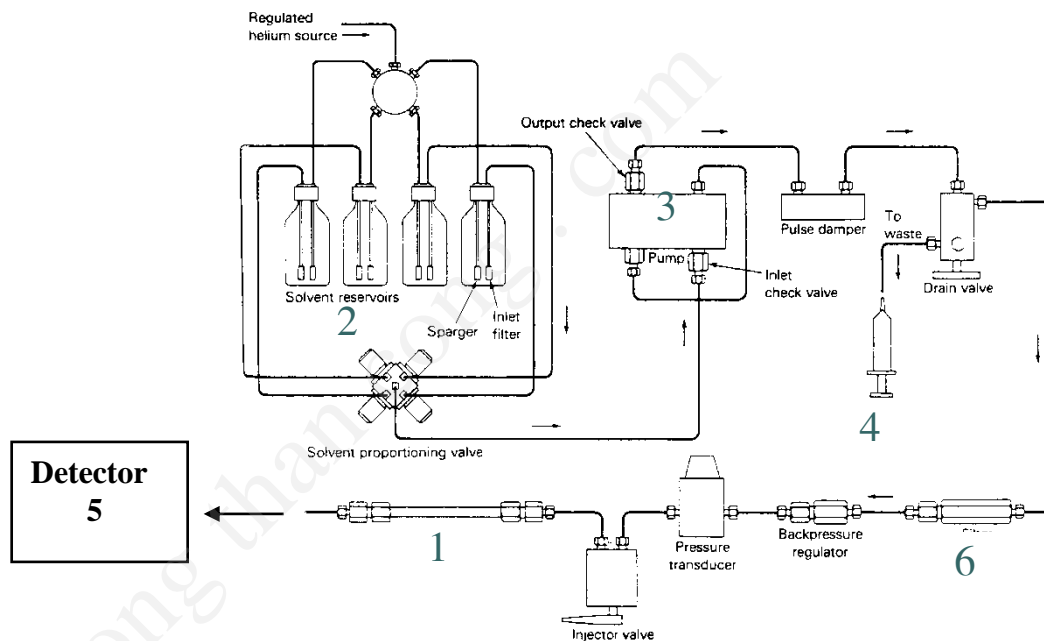 Regulated
helium source
Output check valve
3
Pulse damper
To
waste
Drain valve
Pump
Inlet
check valve
Solvent reservoirs
2
Sparger
Inlet
filter
4
Solvent proportioning valve
Detector
5
1
Injector valve
Pressure
transducer
Backpressure
regulator
6